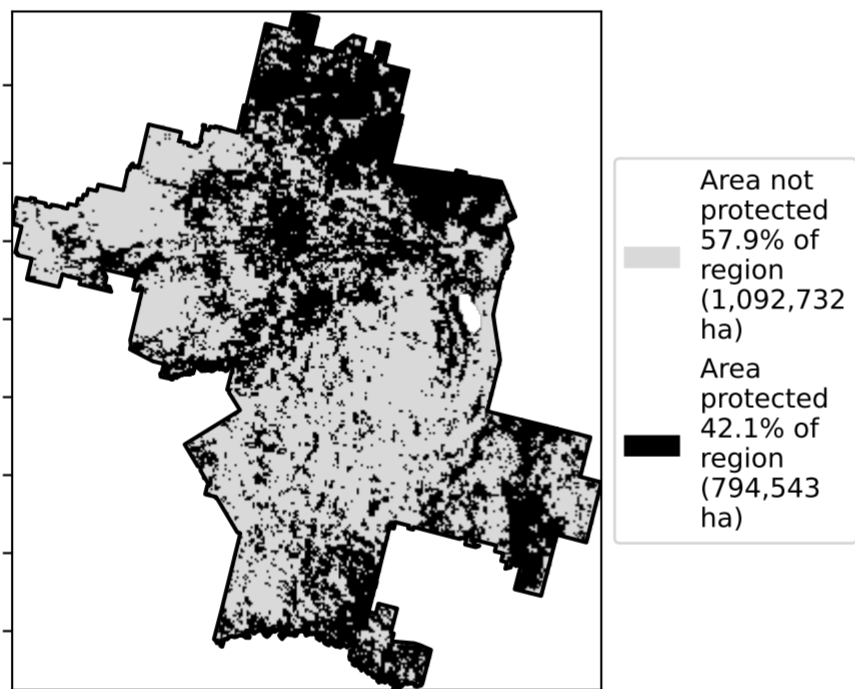 Area not
protected
57.9% of
region
(1,092,732
ha)
Area
protected
42.1% of
region
(794,543
ha)